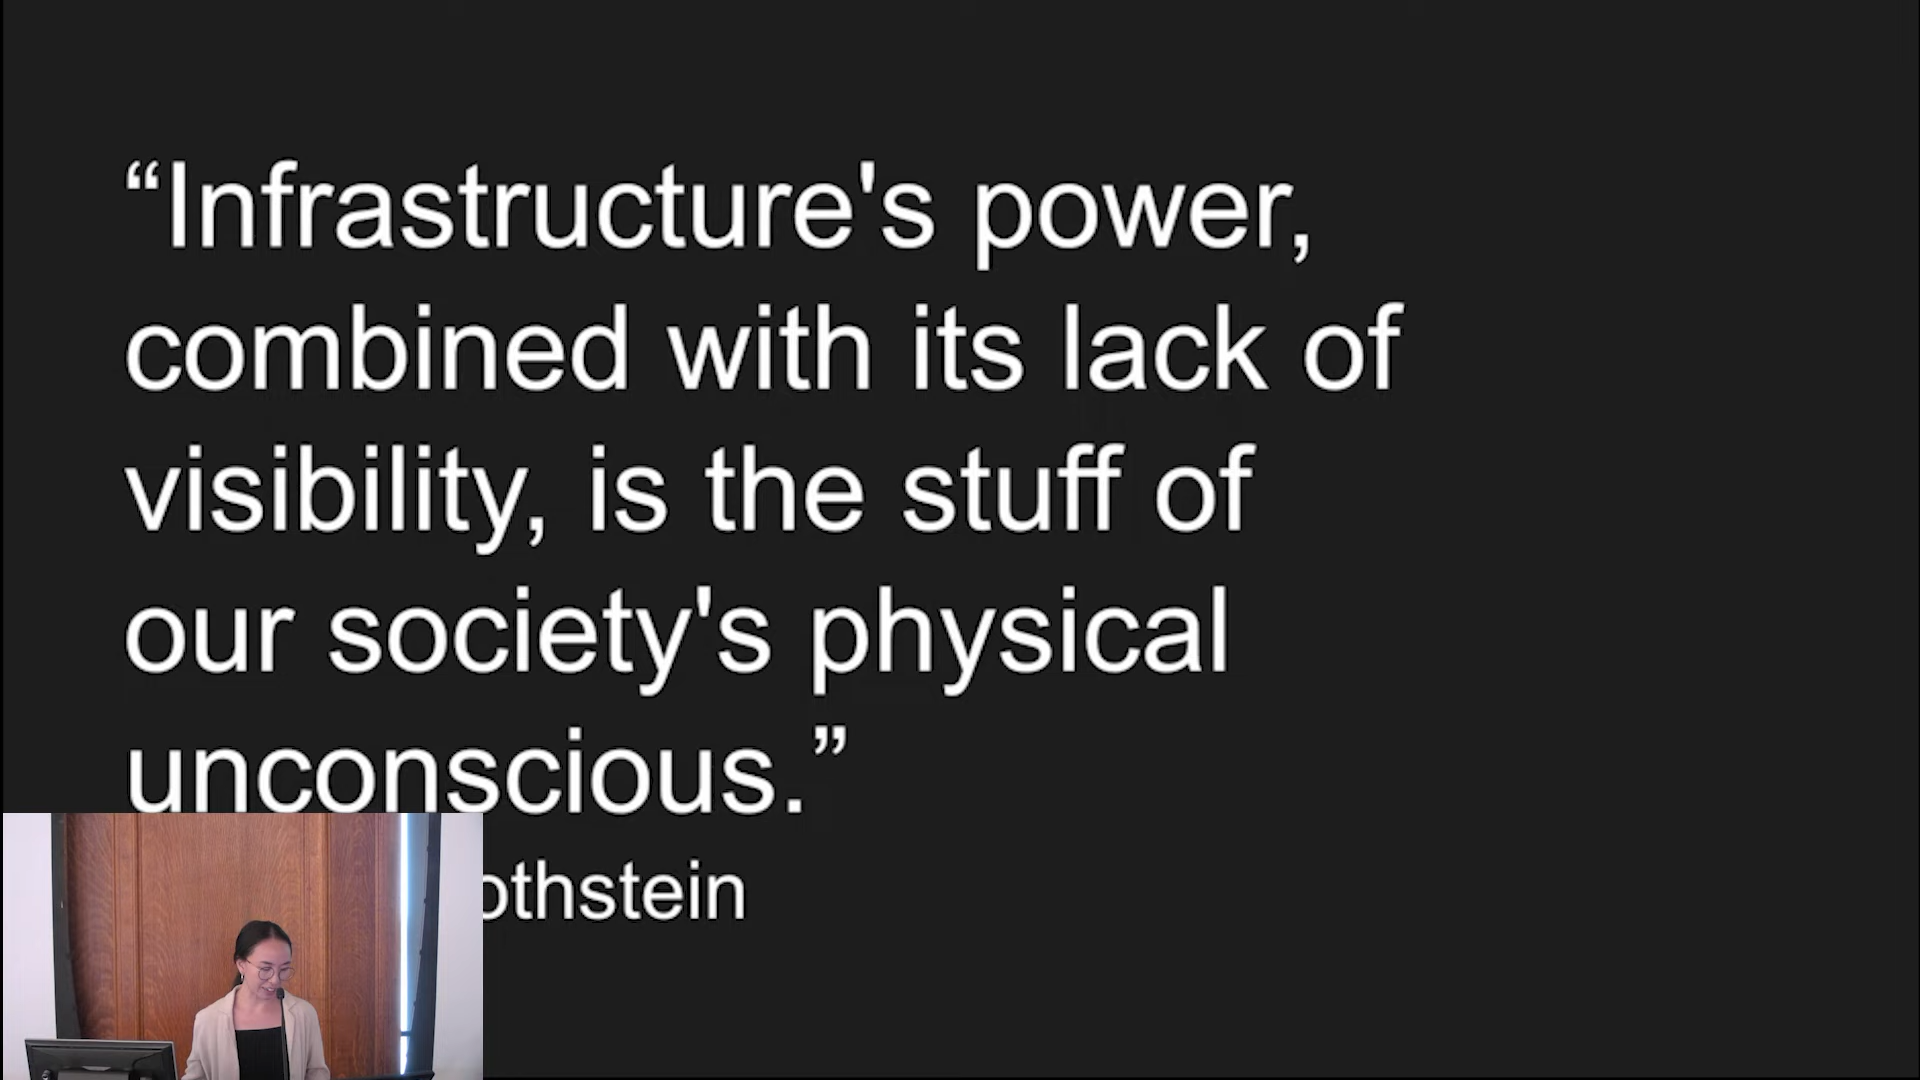 “Infrastructure's power,
combined with its lack of
visibility, is the stuff of
our society's physical
unconscious.”
othstein